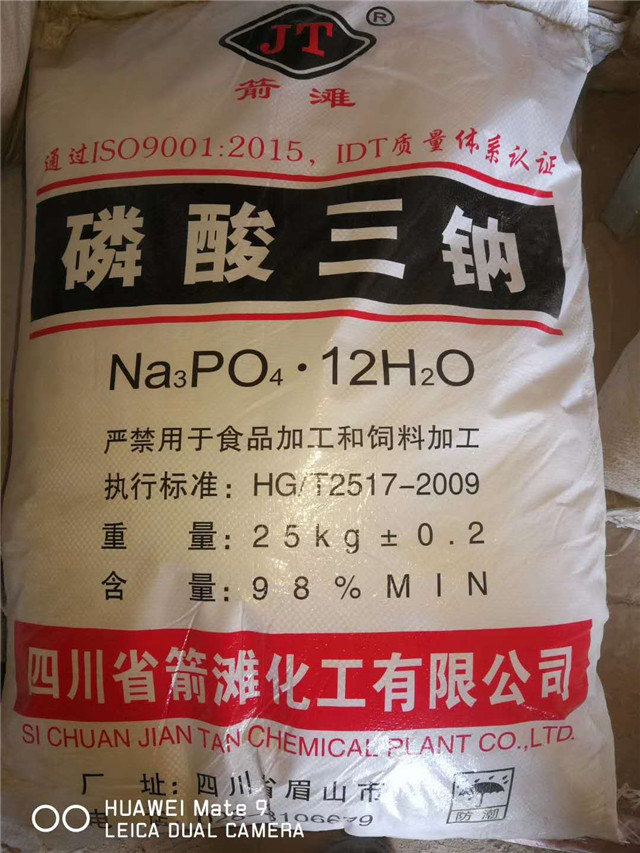 JT ®
箭滩
通过ISO9001:2015，IDT质量体系认证
磷酸三钠
Na₃PO₄·12H₂O
严禁用于食品加工和饲料加工
执行标准：HG/T2517-2009
重 量：25kg±0.2
含 量：98%MIN
四川省箭滩化工有限公司
SI CHUAN JIAN TAN CHEMICAL PLANT CO.,LTD.
厂 址：四川省眉山市
防潮
HUAWEI Mate 9
LEICA DUAL CAMERA